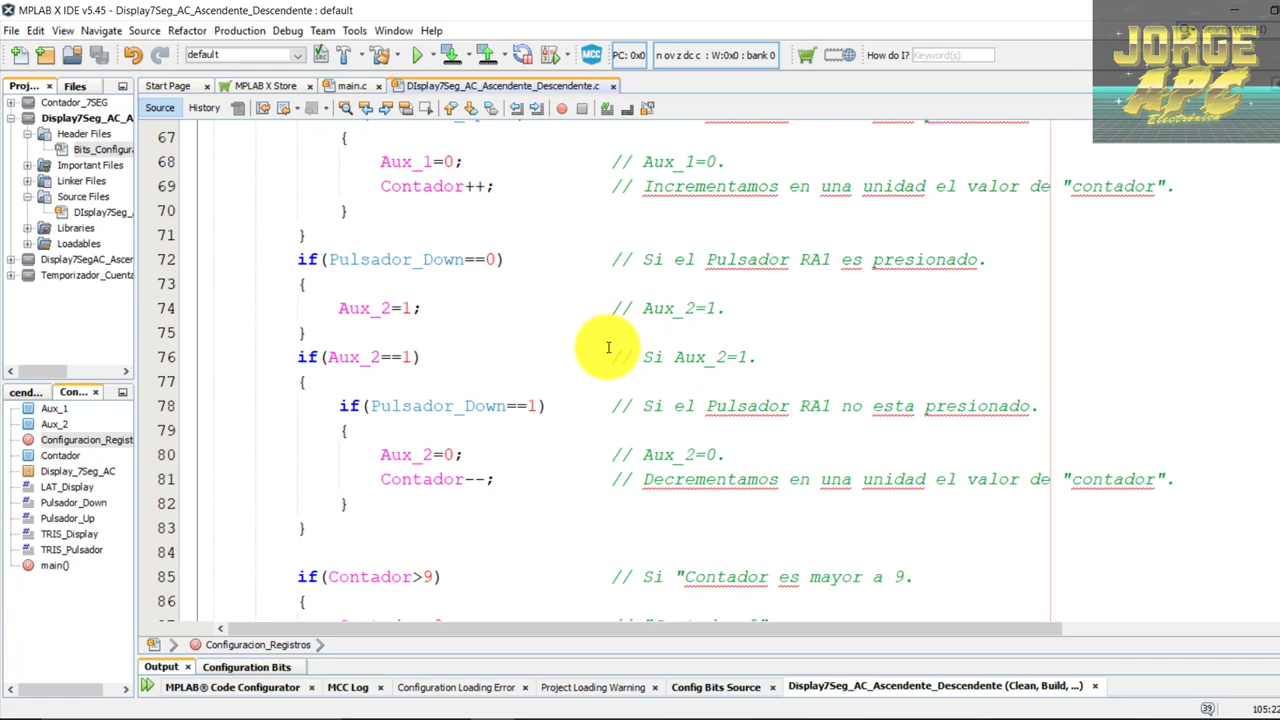 MPLAB X IDE v5.45 - Display7Seg_AC_Ascendente_Descendente : default
File Edit View Navigate Source Refactor Production Debug Team Tools Window Help
default
PC: 0x0
n ov z dc c : W:0x0 : bank 0
How do I?
Keyword(s)
JORGE
APC
Electrónica
Proj...
Files
Start Page
MPLAB X Store
main.c
DIsplay7Seg_AC_Ascendente_Descendente.c
Source
History
Contador_7SEG
Display7Seg_AC_A
Header Files
Bits_Configura
Important Files
Linker Files
Source Files
DIsplay7Seg_
Libraries
Loadables
Display7SegAC_Ascen
Temporizador_Cuenta
67 {
68 Aux_1=0; // Aux_1=0.
69 Contador++; // Incrementamos en una unidad el valor de "contador".
70 }
71 }
72 if(Pulsador_Down==0) // Si el Pulsador RA1 es presionado.
73 {
74 Aux_2=1; // Aux_2=1.
75 }
76 if(Aux_2==1) // Si Aux_2=1.
77 {
78 if(Pulsador_Down==1) // Si el Pulsador RA1 no esta presionado.
79 {
80 Aux_2=0; // Aux_2=0.
81 Contador--; // Decrementamos en una unidad el valor de "contador".
82 }
83 }
84
85 if(Contador>9) // Si "Contador es mayor a 9.
86 {
cend...
Con...
Aux_1
Aux_2
Configuracion_Regist
Contador
Display_7Seg_AC
LAT_Display
Pulsador_Down
Pulsador_Up
TRIS_Display
TRIS_Pulsador
main()
Configuracion_Registros
Output
Configuration Bits
MPLAB® Code Configurator
MCC Log
Configuration Loading Error
Project Loading Warning
Config Bits Source
Display7Seg_AC_Ascendente_Descendente (Clean, Build, ...)
39
105:22